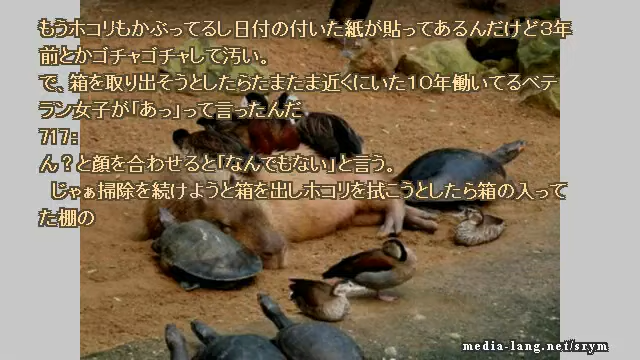 もうホコリもかぶってるし日付の付いた紙が貼ってあるんだけど３年
前とかゴチャゴチャして汚い。
で、箱を取り出そうとしたらたまたま近くにいた１０年働いてるベテ
ラン女子が「あっ」って言ったんだ
717：
ん？と顔を合わせると「なんでもない」と言う。
　じゃぁ掃除を続けようと箱を出しホコリを拭こうとしたら箱の入って
た棚の
media-lang.net/srym